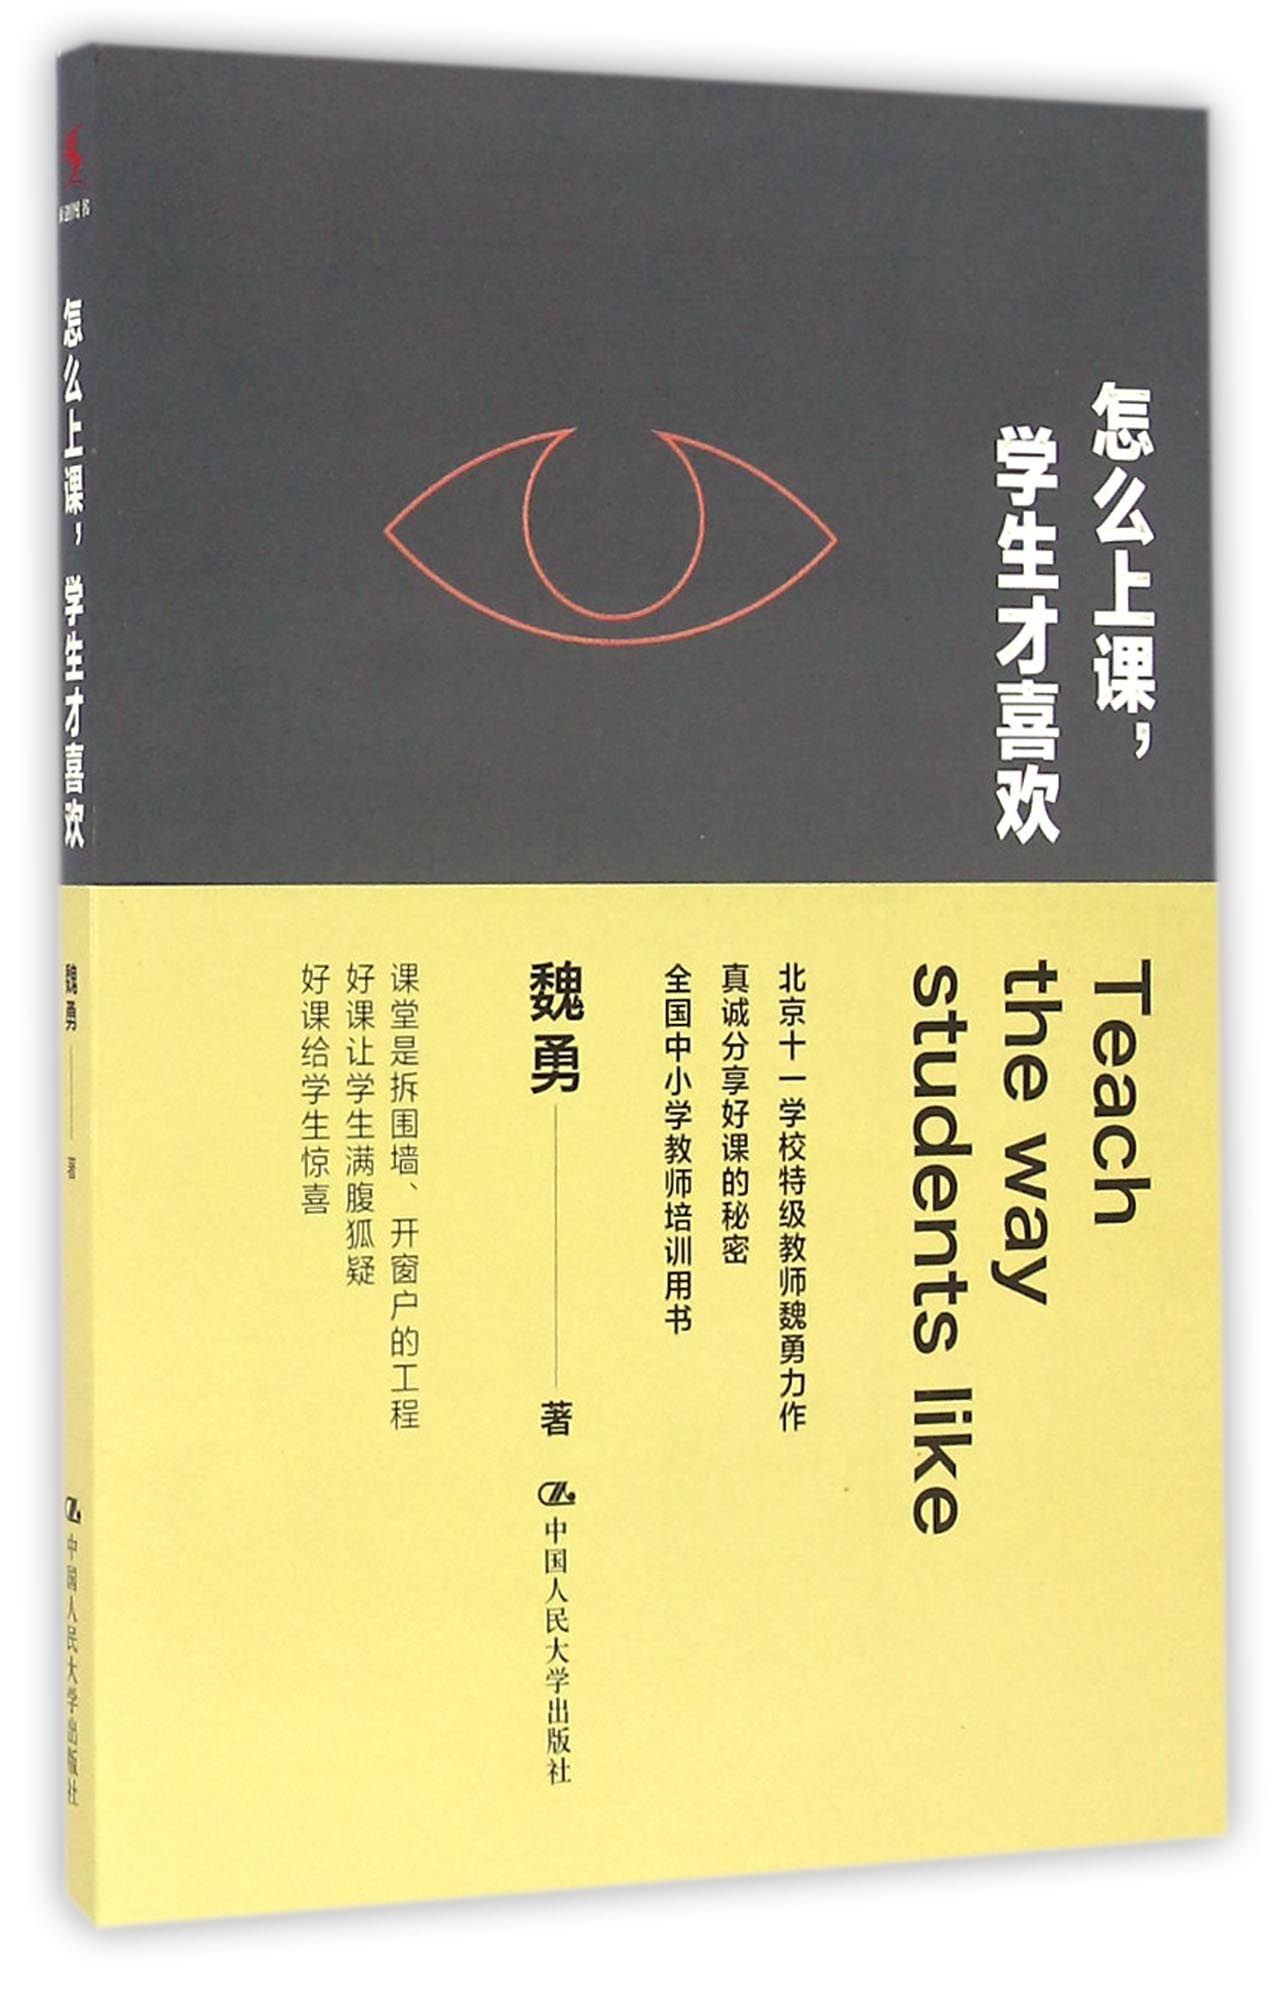 怎么上课，
学生才喜欢
Teach
the way
students like
北京十一学校特级教师魏勇力作
真诚分享好课的秘密
全国中小学教师培训用书
魏勇——著
中国人民大学出版社
课堂是拆围墙、开窗户的工程
好课让学生满腹狐疑
好课给学生惊喜
怎么上课，学生才喜欢
魏勇——著
中国人民大学出版社